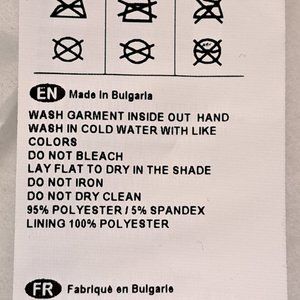 EN Made In Bulgaria
WASH GARMENT INSIDE OUT HAND
WASH IN COLD WATER WITH LIKE
COLORS
DO NOT BLEACH
LAY FLAT TO DRY IN THE SHADE
DO NOT IRON
DO NOT DRY CLEAN
95% POLYESTER / 5% SPANDEX
LINING 100% POLYESTER
FR Fabriqué en Bulgarie